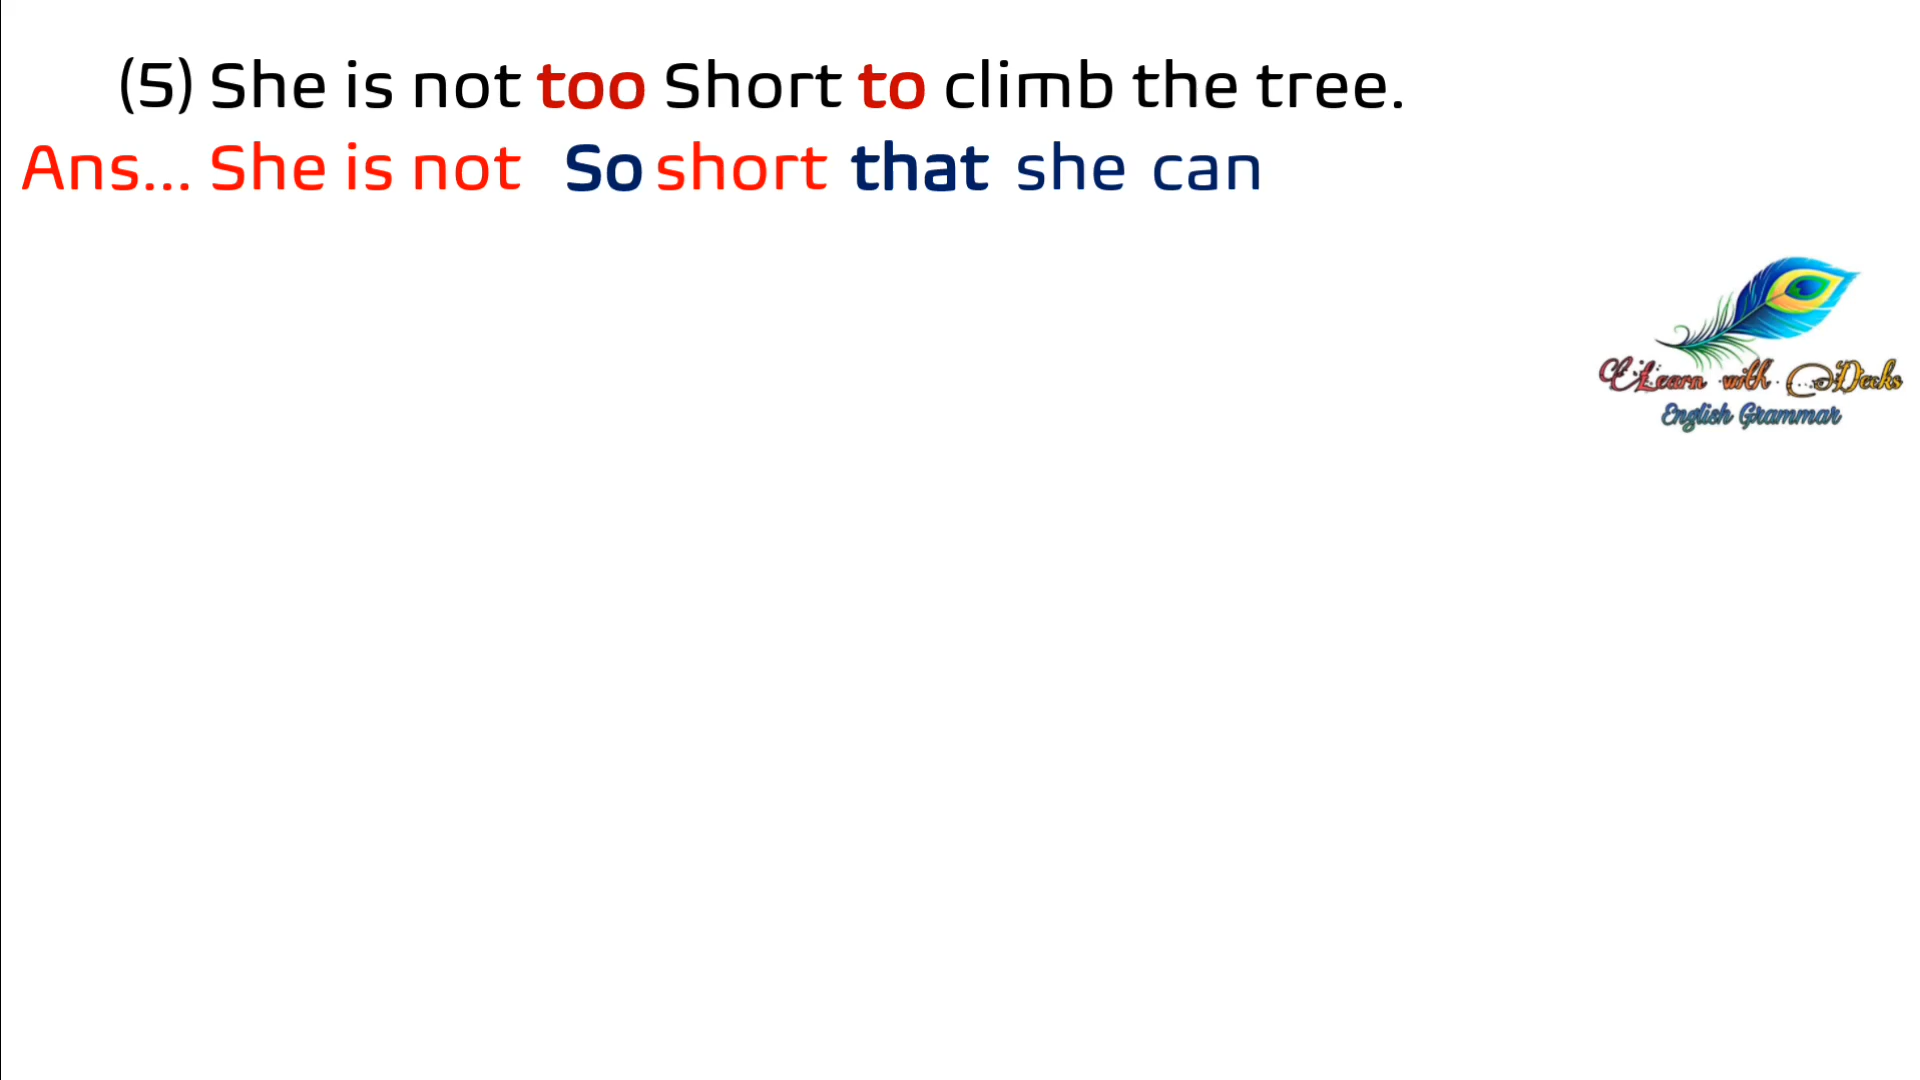 (5) She is not too Short to climb the tree.
Ans... She is not So short that she can
Learn with Decks
English Grammar